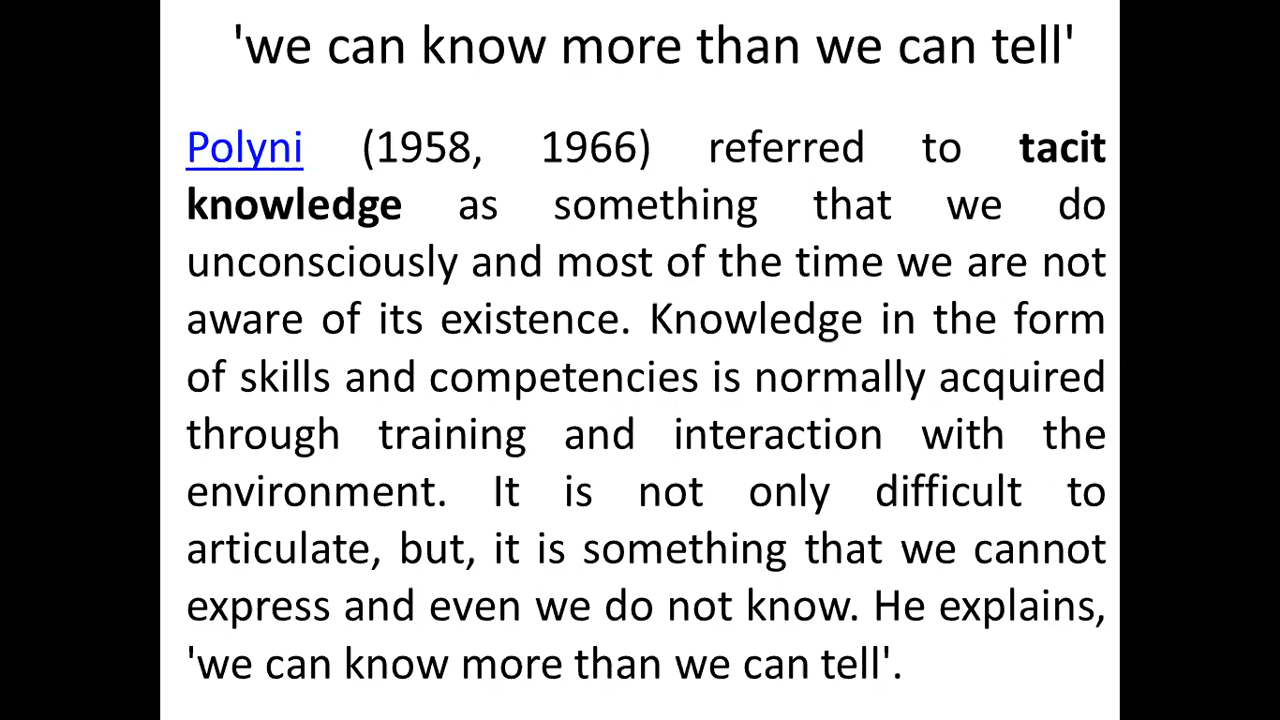 'we can know more than we can tell'
Polyni (1958, 1966) referred to tacit
knowledge as something that we do
unconsciously and most of the time we are not
aware of its existence. Knowledge in the form
of skills and competencies is normally acquired
through training and interaction with the
environment. It is not only difficult to
articulate, but, it is something that we cannot
express and even we do not know. He explains,
'we can know more than we can tell'.